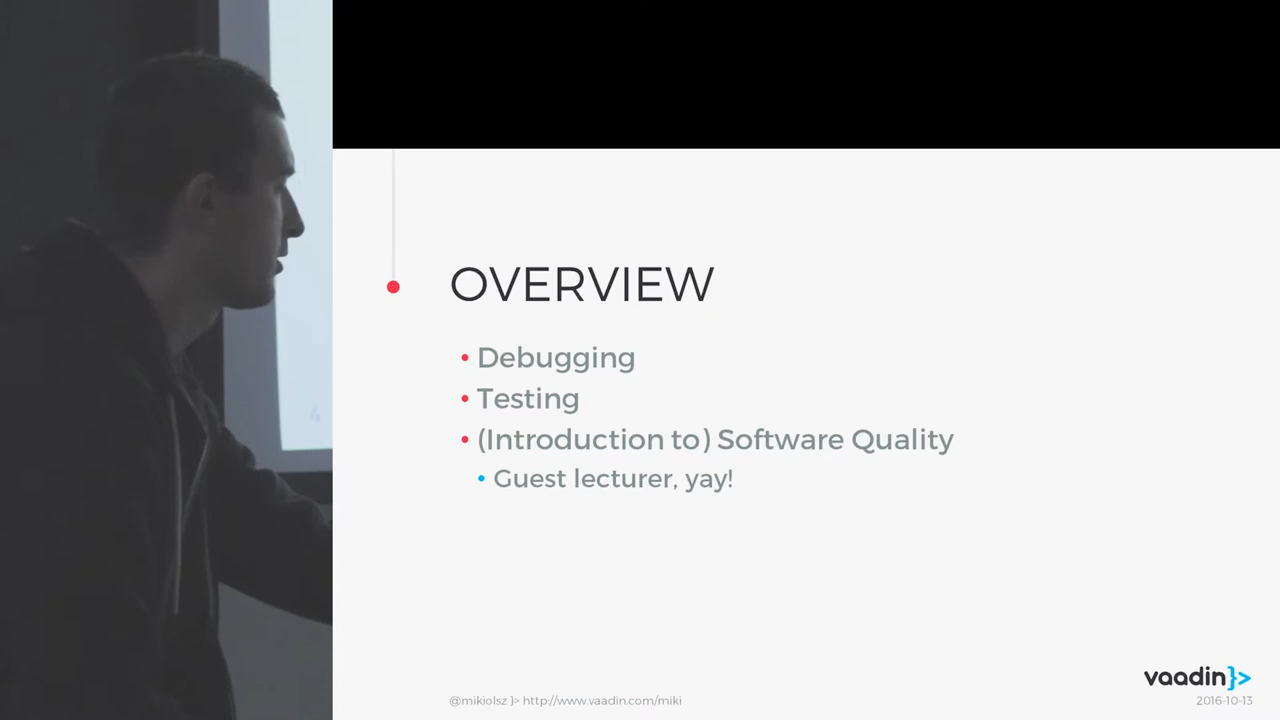 OVERVIEW
• Debugging
• Testing
• (Introduction to) Software Quality
• Guest lecturer, yay!
vaadin}>
@mikiolsz }> http://www.vaadin.com/miki
2016-10-13